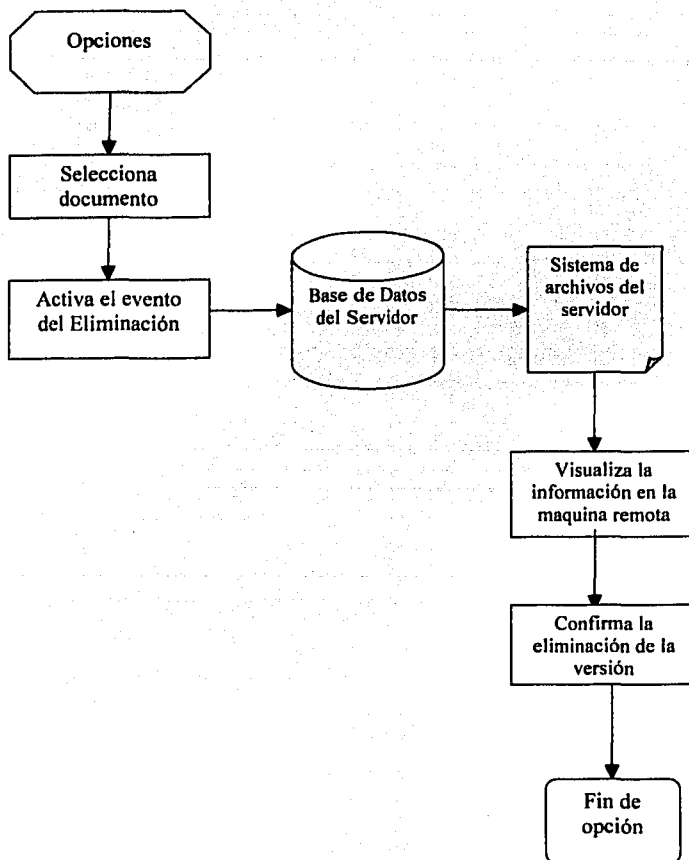 Opciones
Selecciona
documento
Activa el evento
del Eliminación
Base de Datos
del Servidor
Sistema de
archivos del
servidor
Visualiza la
información en la
maquina remota
Confirma la
eliminación de la
versión
Fin de
opción